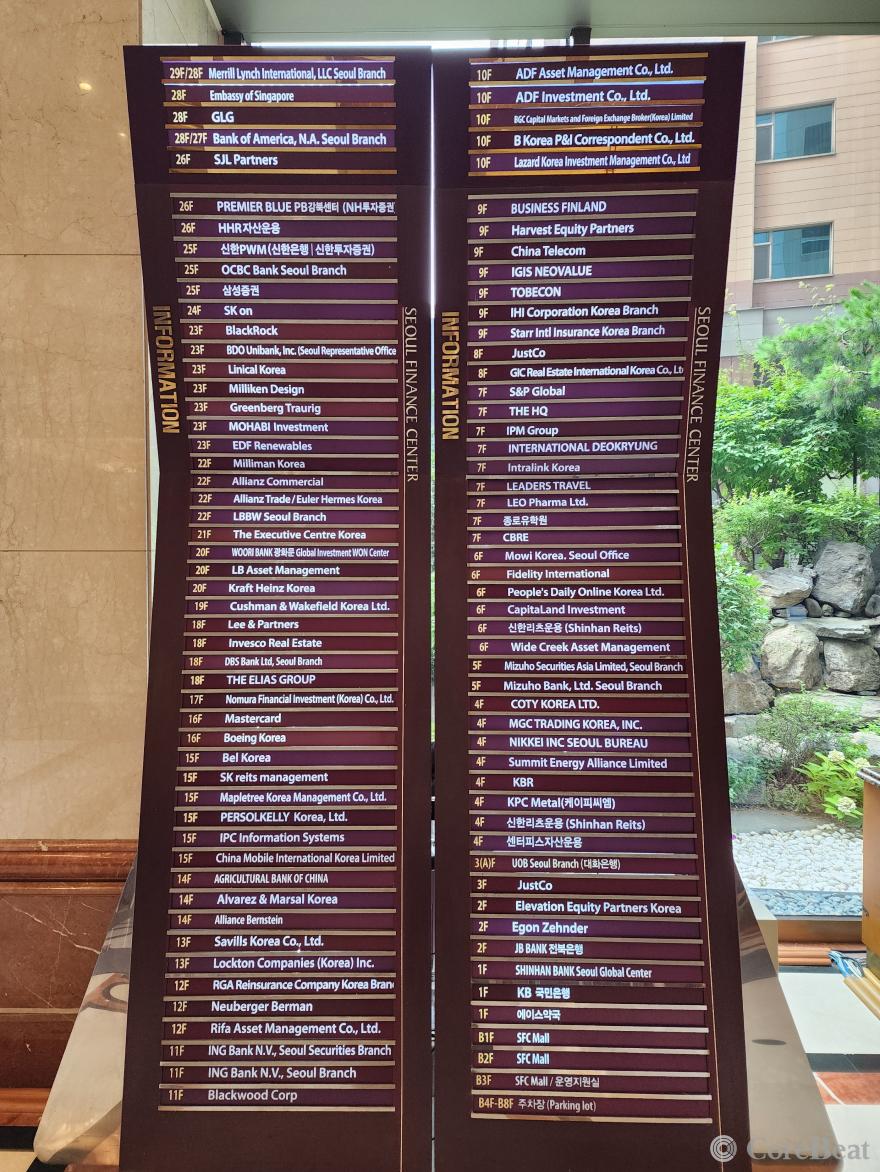 29F/28F Merrill Lynch International, LLC Seoul Branch
28F Embassy of Singapore
28F GLG
28F/27F Bank of America, N.A. Seoul Branch
26F SJL Partners
26F PREMIER BLUE PB강북센터 (NH투자증권
26F HHR자산운용
25F 신한PWM(신한은행 | 신한투자증권)
25F OCBC Bank Seoul Branch
25F 삼성증권
24F SK on
23F BlackRock
23F BDO Unibank, Inc. (Seoul Representative Office
23F Linical Korea
23F Milliken Design
23F Greenberg Traurig
23F MOHABI Investment
23F EDF Renewables
22F Milliman Korea
22F Allianz Commercial
22F Allianz Trade/Euler Hermes Korea
22F LBBW Seoul Branch
21F The Executive Centre Korea
20F WOORI BANK 광화문 Global Investment WON Center
20F LB Asset Management
20F Kraft Heinz Korea
19F Cushman & Wakefield Korea Ltd.
18F Lee & Partners
18F Invesco Real Estate
18F DBS Bank Ltd, Seoul Branch
18F THE ELIAS GROUP
17F Nomura Financial Investment (Korea) Co., Ltd.
16F Mastercard
16F Boeing Korea
15F Bel Korea
15F SK reits management
15F Mapletree Korea Management Co., Ltd.
15F PERSOLKELLY Korea, Ltd.
15F IPC Information Systems
15F China Mobile International Korea Limited
14F AGRICULTURAL BANK OF CHINA
14F Alvarez & Marsal Korea
14F Alliance Bernstein
13F Savills Korea Co., Ltd.
13F Lockton Companies (Korea) Inc.
12F RGA Reinsurance Company Korea Bran
12F Neuberger Berman
12F Rifa Asset Management Co., Ltd.
11F ING Bank N.V., Seoul Securities Branch
11F ING Bank N.V., Seoul Branch
11F Blackwood Corp
INFORMATION
SEOUL FINANCE CENTER
10F ADF Asset Management Co., Ltd.
10F ADF Investment Co., Ltd.
10F BGC Capital Markets and Foreign Exchange Broker(Korea) Limited
10F B Korea P&I Correspondent Co., Ltd.
10F Lazard Korea Investment Management Co., Ltd
9F BUSINESS FINLAND
9F Harvest Equity Partners
9F China Telecom
9F IGIS NEOVALUE
9F TOBECON
9F IHI Corporation Korea Branch
9F Starr Intl Insurance Korea Branch
8F JustCo
8F GIC Real Estate International Korea Co., Lt
7F S&P Global
7F THE HQ
7F IPM Group
7F INTERNATIONAL DEOKRYUNG
7F Intralink Korea
7F LEADERS TRAVEL
7F LEO Pharma Ltd.
7F 종로유학원
7F CBRE
6F Mowi Korea. Seoul Office
6F Fidelity International
6F People's Daily Online Korea Ltd.
6F CapitaLand Investment
6F 신한리츠운용 (Shinhan Reits)
6F Wide Creek Asset Management
5F Mizuho Securities Asia Limited, Seoul Branch
5F Mizuho Bank, Ltd. Seoul Branch
4F COTY KOREA LTD.
4F MGC TRADING KOREA, INC.
4F NIKKEI INC SEOUL BUREAU
4F Summit Energy Alliance Limited
4F KBR
4F KPC Metal(케이피씨엠)
4F 신한리츠운용 (Shinhan Reits)
4F 센터피스자산운용
3(A)F UOB Seoul Branch (대화은행)
3F JustCo
2F Elevation Equity Partners Korea
2F Egon Zehnder
2F JB BANK 전북은행
1F SHINHAN BANK Seoul Global Center
1F KB 국민은행
1F 에이스약국
B1F SFC Mall
B2F SFC Mall
B3F SFC Mall / 운영지원실
B4F-B8F 주차장 (Parking lot)
INFORMATION
SEOUL FINANCE CENTER
CoreBeat